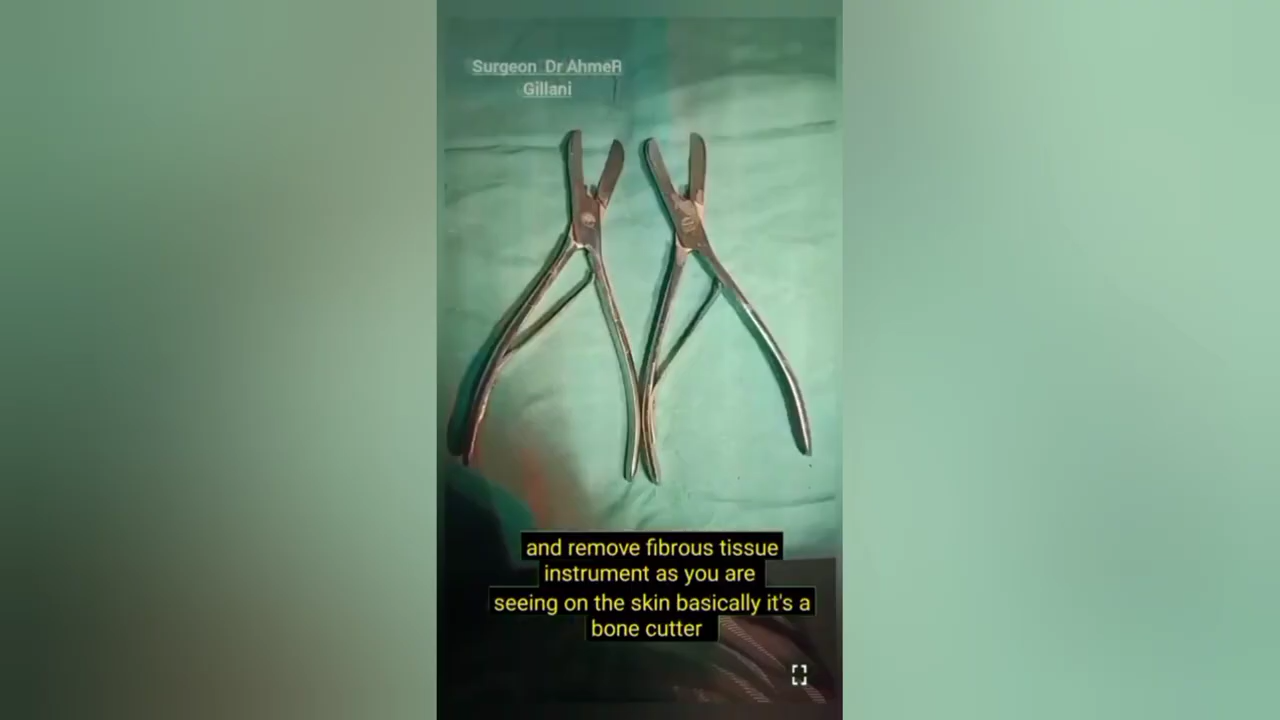 Surgeon Dr AhmeR
Gillani
and remove fibrous tissue
instrument as you are
seeing on the skin basically it's a
bone cutter